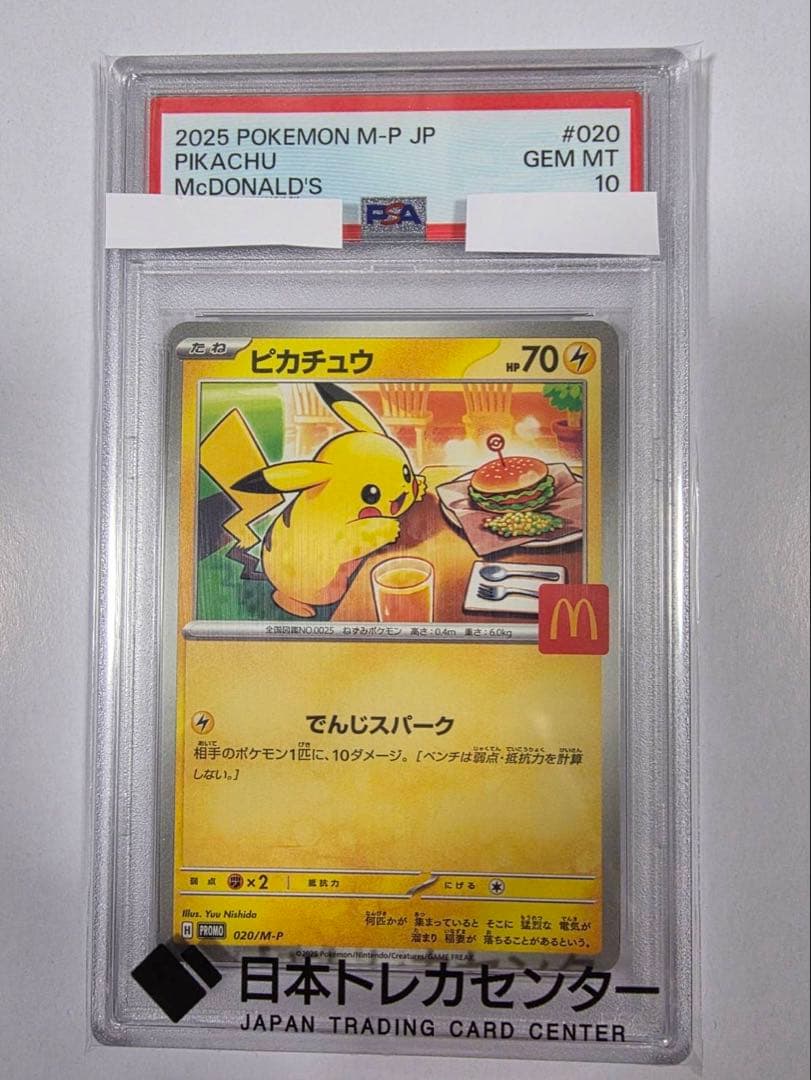 2025 POKEMON M-P JP #020
PIKACHU GEM MT
McDONALD'S 10
PSA
たね ピカチュウ HP 70
全国図鑑NO.0025 ねずみポケモン 高さ:0.4m 重さ:6.0kg
でんじスパーク
相手のポケモン1匹に、10ダメージ。[ベンチは弱点・抵抗力を計算
しない。]
弱点 ×2 抵抗力 にげる
Illus. Yuu Nishida
何匹かが 集まっていると そこに 猛烈な 電気が
溜まり 稲妻が 落ちることがあるという。
H PROMO 020/M-P
©2025 Pokémon/Nintendo/Creatures/GAME FREAK
日本トレカセンター
JAPAN TRADING CARD CENTER